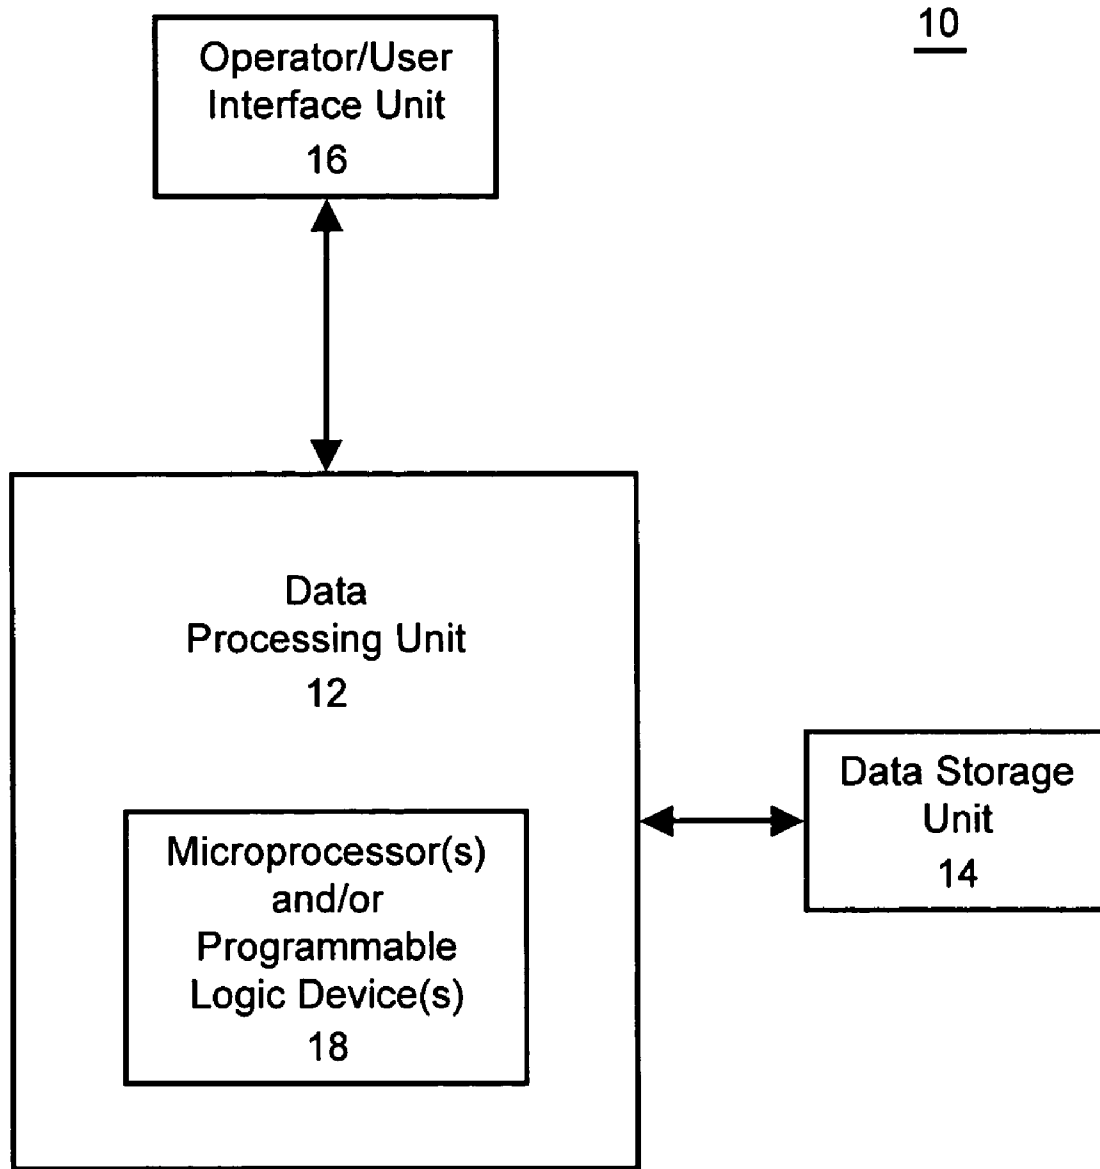 10
Operator/User
Interface Unit
16
Data
Processing Unit
12
Microprocessor(s)
and/or
Programmable
Logic Device(s)
18
Data Storage
Unit
14